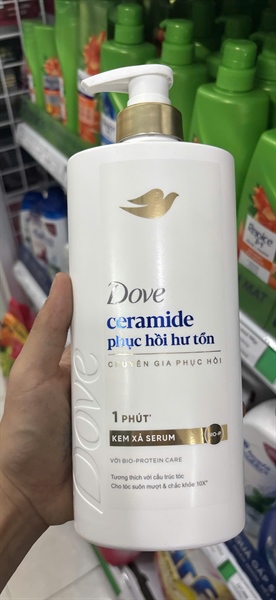 Dove
ceramide
phục hồi hư tổn
CHUYÊN GIA PHỤC HỒI
1 PHÚT*
KEM XẢ SERUM
BIO-P
VỚI BIO-PROTEIN CARE
Tương thích với cấu trúc tóc
Cho tóc suôn mượt & chắc khỏe 10X*
Dove